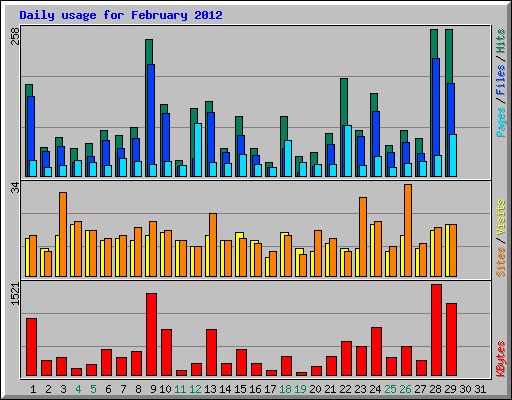 Daily usage for February 2012
258
Pages/Files/Hits
34
Sites/Visits
1521
KBytes
1 2 3 4 5 6 7 8 9 10 11 12 13 14 15 16 17 18 19 20 21 22 23 24 25 26 27 28 29 30 31